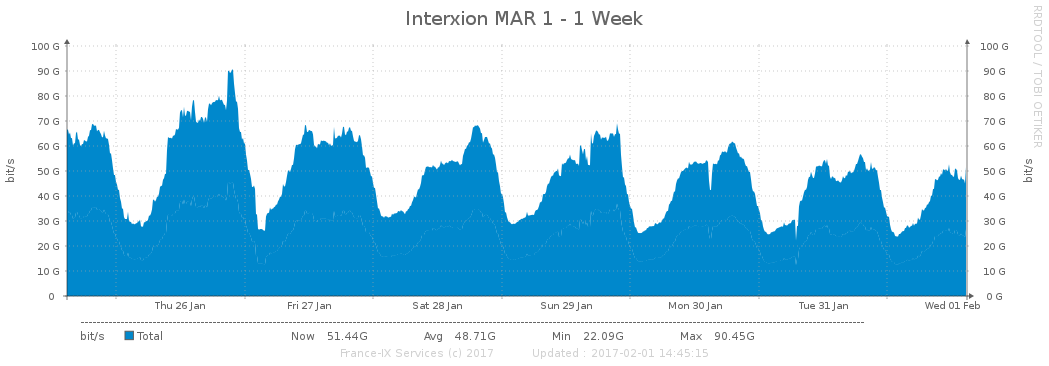 Interxion MAR 1 - 1 Week
RRDTOOL / TOBI OETIKER
bit/s
bit/s
100 G 100 G
90 G 90 G
80 G 80 G
70 G 70 G
60 G 60 G
50 G 50 G
40 G 40 G
30 G 30 G
20 G 20 G
10 G 10 G
0 0 G
Thu 26 Jan Fri 27 Jan Sat 28 Jan Sun 29 Jan Mon 30 Jan Tue 31 Jan Wed 01 Feb
bit/s Total Now 51.44G Avg 48.71G Min 22.09G Max 90.45G
France-IX Services (c) 2017 Updated : 2017-02-01 14:45:15